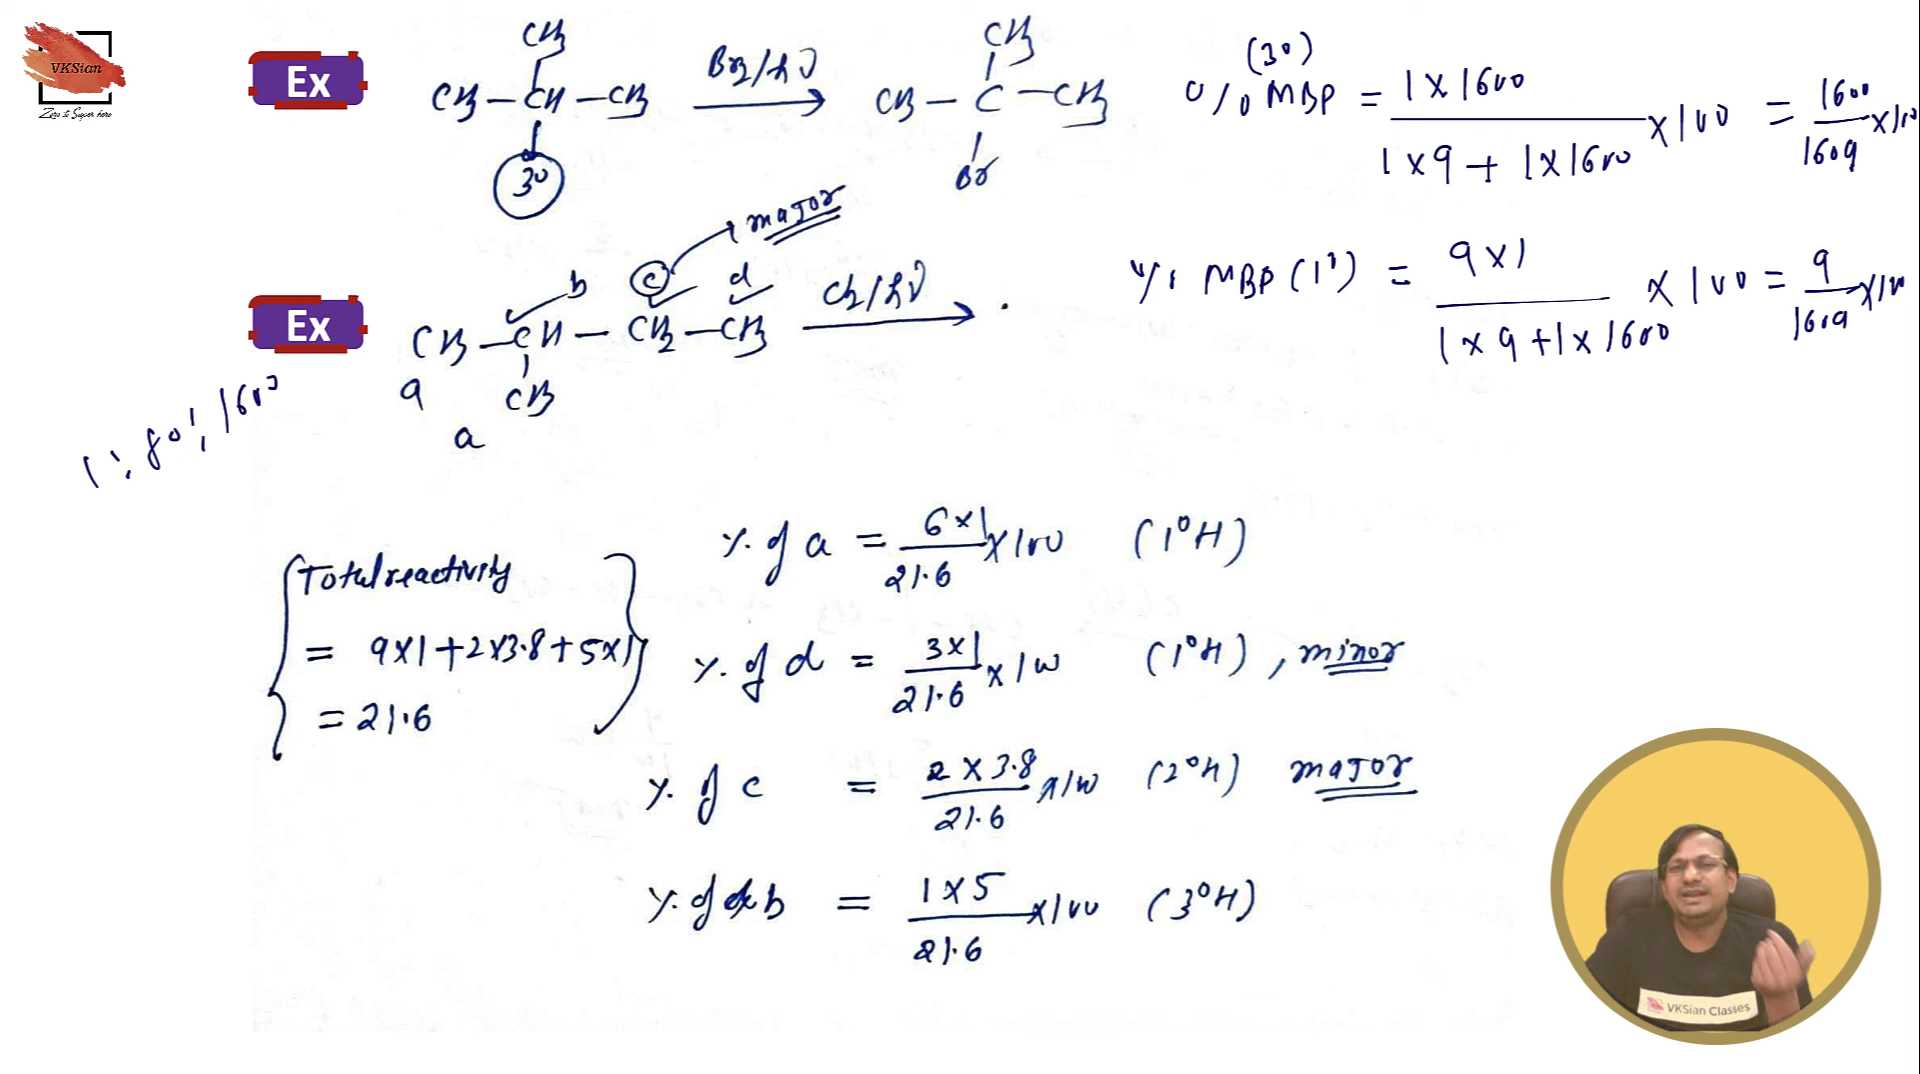 VKSian
Zero to Super hero
Ex
CH3
CH3 – CH – CH3
3°
Br2/hν
CH3
CH3 – C – CH3
Br
(3°)
% MBP = 1 × 1600 / 1 × 9 + 1 × 1600 × 100 = 1600 / 1609 × 100
% MBP (1°) = 9 × 1 / 1 × 9 + 1 × 1600 × 100 = 9 / 1609 × 100
major
b c d
Ex
CH3 – CH – CH2 – CH3 Cl2/hν
a CH3
a
1 : 80 : 1600
Total reactivity
= 9×1 + 2×3.8 + 5×1
= 21.6
% of a = 6×1 / 21.6 × 100 (1°H)
% of d = 3×1 / 21.6 × 100 (1°H), minor
% of c = 2 × 3.8 / 21.6 × 100 (2°H) major
% of b = 1 × 5 / 21.6 × 100 (3°H)
VKSian Classes